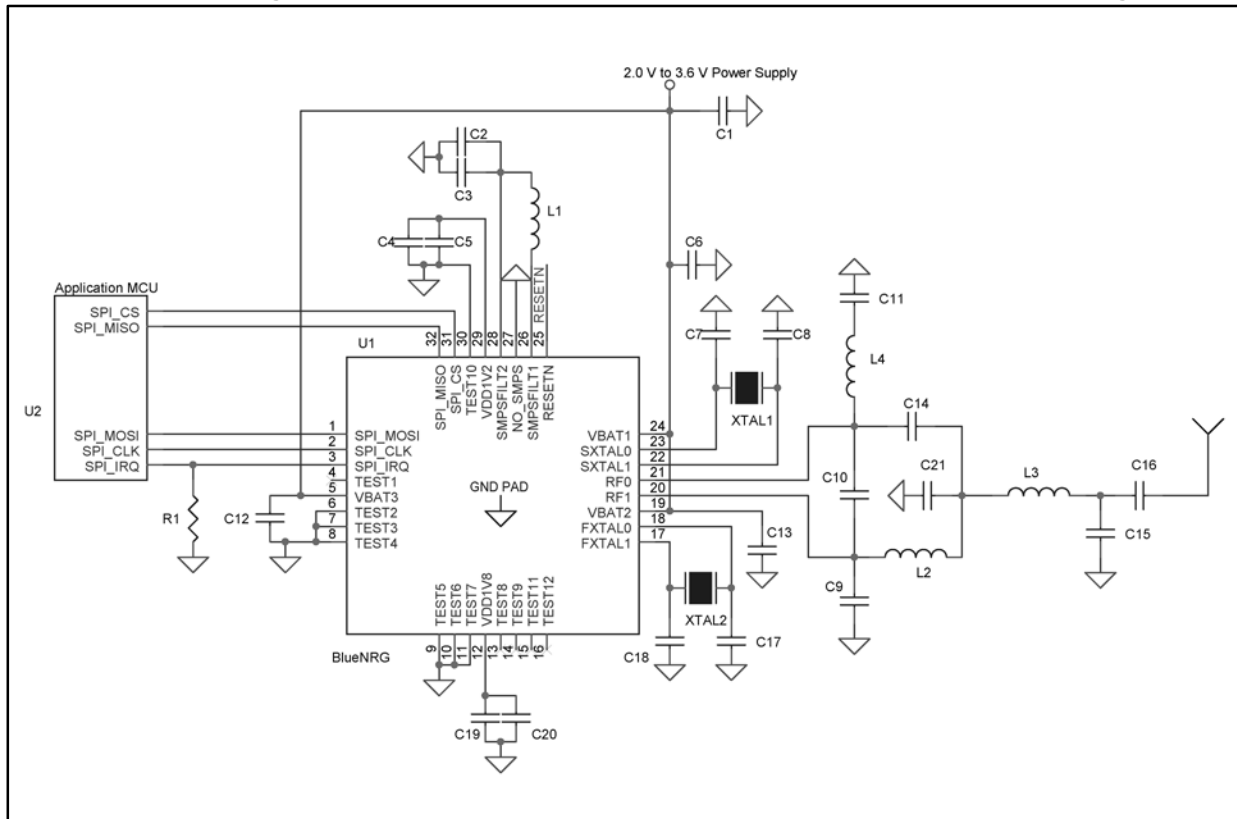 2.0 V to 3.6 V Power Supply
C1
C2
C3
L1
C4
C5
C6
RESETN
Application MCU
SPI_CS
SPI_MISO
U2
SPI_MOSI
SPI_CLK
SPI_IRQ
R1
C12
U1
32
31
30
29
28
27
26
25
SPI_MISO
SPI_CS
TEST10
VDD1V2
SMPSFILT2
NO_SMPS
SMPSFILT1
RESETN
1 SPI_MOSI
2 SPI_CLK
3 SPI_IRQ
4 TEST1
5 VBAT3
6 TEST2
7 TEST3
8 TEST4
GND PAD
VBAT1 24
SXTAL0 23
SXTAL1 22
RF0 21
RF1 20
VBAT2 19
FXTAL0 18
FXTAL1 17
TEST5
TEST6
TEST7
VDD1V8
TEST8
TEST9
TEST11
TEST12
9
10
11
12
13
14
15
16
BlueNRG
C19
C20
C7
C8
XTAL1
C13
XTAL2
C18
C17
C11
L4
C14
C10
C21
L2
C9
L3
C16
C15